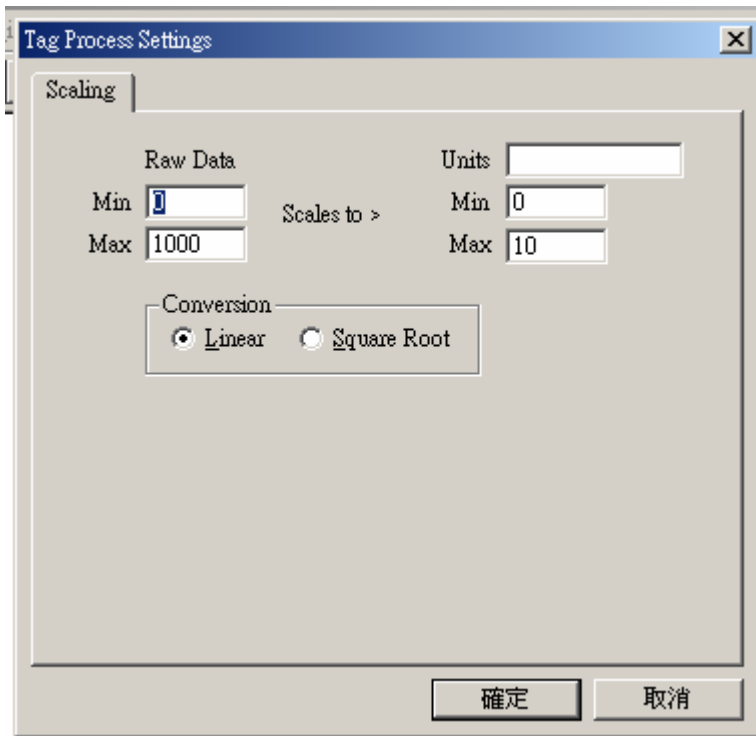 Tag Process Settings
Scaling
Raw Data
Units
Min 0
Scales to >
Min 0
Max 1000
Max 10
Conversion
Linear
Square Root
確定
取消